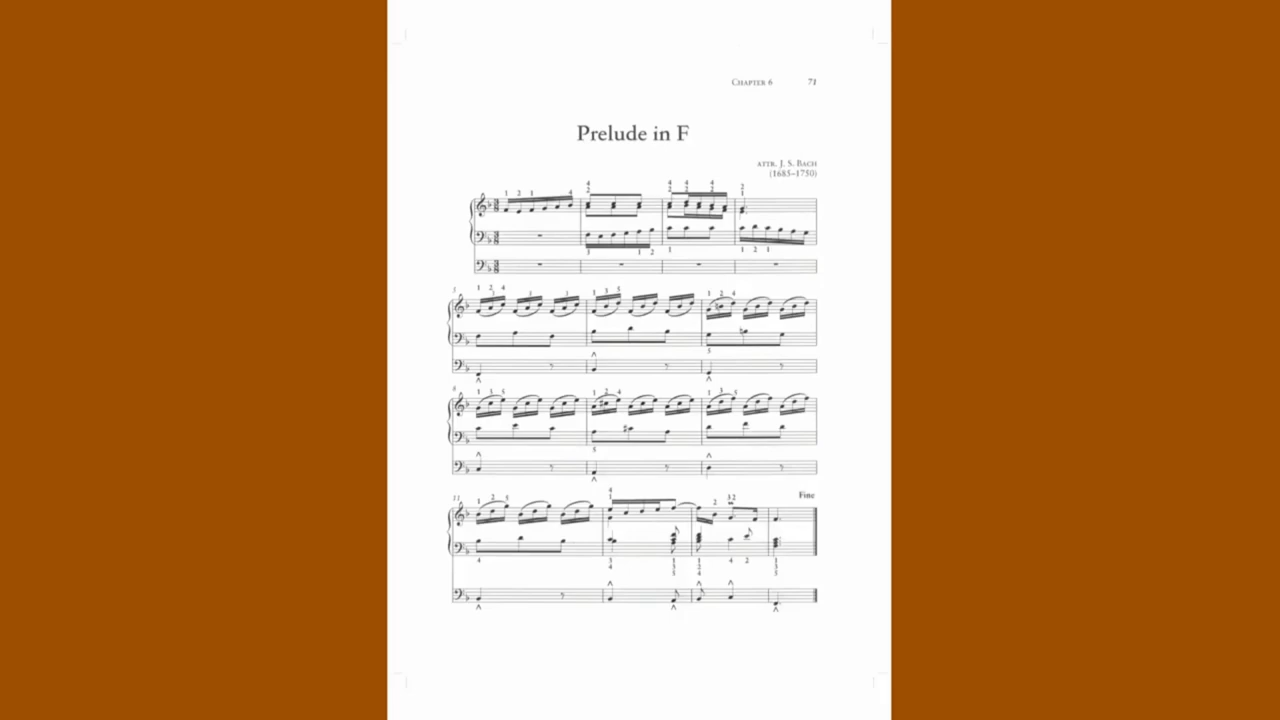 CHAPTER 6 71
Prelude in F
ATTR. J. S. BACH
(1685–1750)
Fine